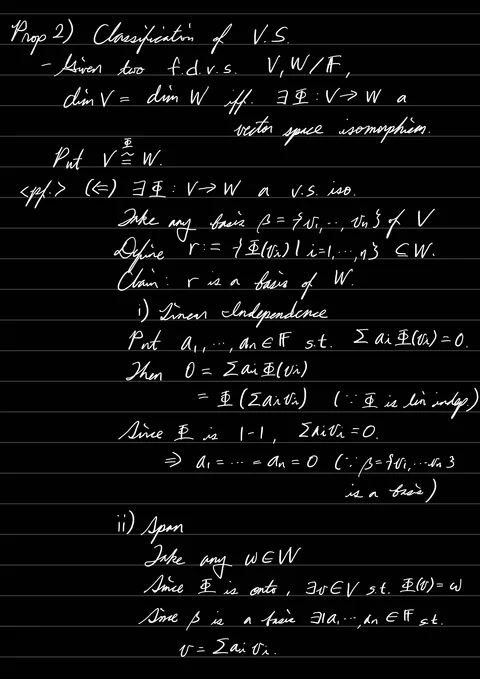 Prop 2) Classification of V.S.
- Given two f.d.v.s. V, W/𝔽,
dim V = dim W iff. ∃Φ: V → W a
vector space isomorphism.
Put V ≅^Φ W.
<pf.> (⇐) ∃Φ: V → W a v.s. iso.
Take any basis β = {v₁, .., vₙ} of V
Define r := {Φ(vᵢ) | i=1, ..., n} ⊆ W.
Claim: r is a basis of W.
i) Linear Independence
Put a₁, ..., aₙ ∈ 𝔽 s.t. Σ aᵢ Φ(vᵢ) = 0.
Then 0 = Σ aᵢ Φ(vᵢ)
= Φ(Σ aᵢ vᵢ) (∵ Φ is lin indep)
Since Φ is 1-1, Σ aᵢ vᵢ = 0.
⇒ a₁ = ... = aₙ = 0 (∵ β = {v₁, ... vₙ}
is a basis)
ii) Span
Take any w ∈ W
Since Φ is onto, ∃v ∈ V s.t. Φ(v) = w
Since β is a basis ∃! a₁, ..., aₙ ∈ 𝔽 s.t.
v = Σ aᵢ vᵢ.